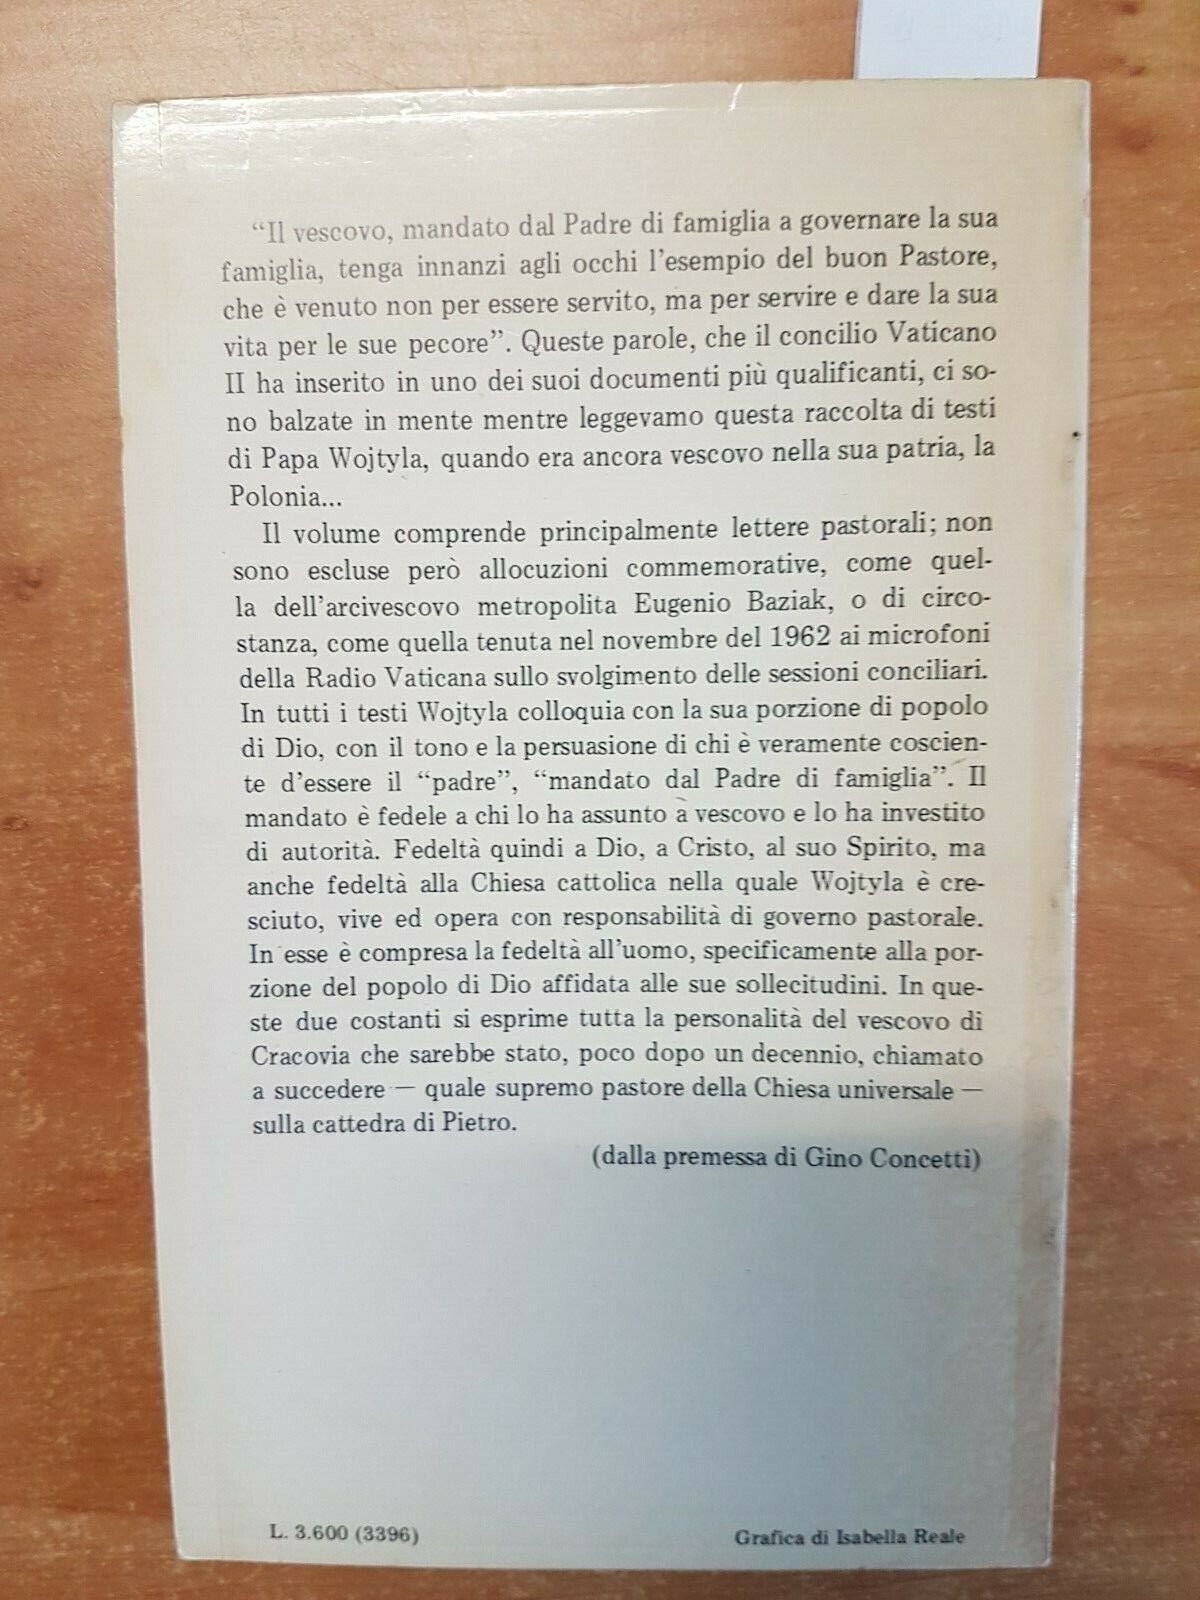 “Il vescovo, mandato dal Padre di famiglia a governare la sua
famiglia, tenga innanzi agli occhi l’esempio del buon Pastore,
che è venuto non per essere servito, ma per servire e dare la sua
vita per le sue pecore”. Queste parole, che il concilio Vaticano
II ha inserito in uno dei suoi documenti più qualificanti, ci so-
no balzate in mente mentre leggevamo questa raccolta di testi
di Papa Wojtyla, quando era ancora vescovo nella sua patria, la
Polonia...
Il volume comprende principalmente lettere pastorali; non
sono escluse però allocuzioni commemorative, come quel-
la dell’arcivescovo metropolita Eugenio Baziak, o di circo-
stanza, come quella tenuta nel novembre del 1962 ai microfoni
della Radio Vaticana sullo svolgimento delle sessioni conciliari.
In tutti i testi Wojtyla colloquia con la sua porzione di popolo
di Dio, con il tono e la persuasione di chi è veramente coscien-
te d’essere il “padre”, “mandato dal Padre di famiglia”. Il
mandato è fedele a chi lo ha assunto a vescovo e lo ha investito
di autorità. Fedeltà quindi a Dio, a Cristo, al suo Spirito, ma
anche fedeltà alla Chiesa cattolica nella quale Wojtyla è cre-
sciuto, vive ed opera con responsabilità di governo pastorale.
In esse è compresa la fedeltà all’uomo, specificamente alla por-
zione del popolo di Dio affidata alle sue sollecitudini. In que-
ste due costanti si esprime tutta la personalità del vescovo di
Cracovia che sarebbe stato, poco dopo un decennio, chiamato
a succedere — quale supremo pastore della Chiesa universale —
sulla cattedra di Pietro.
(dalla premessa di Gino Concetti)
L. 3.600 (3396)
Grafica di Isabella Reale